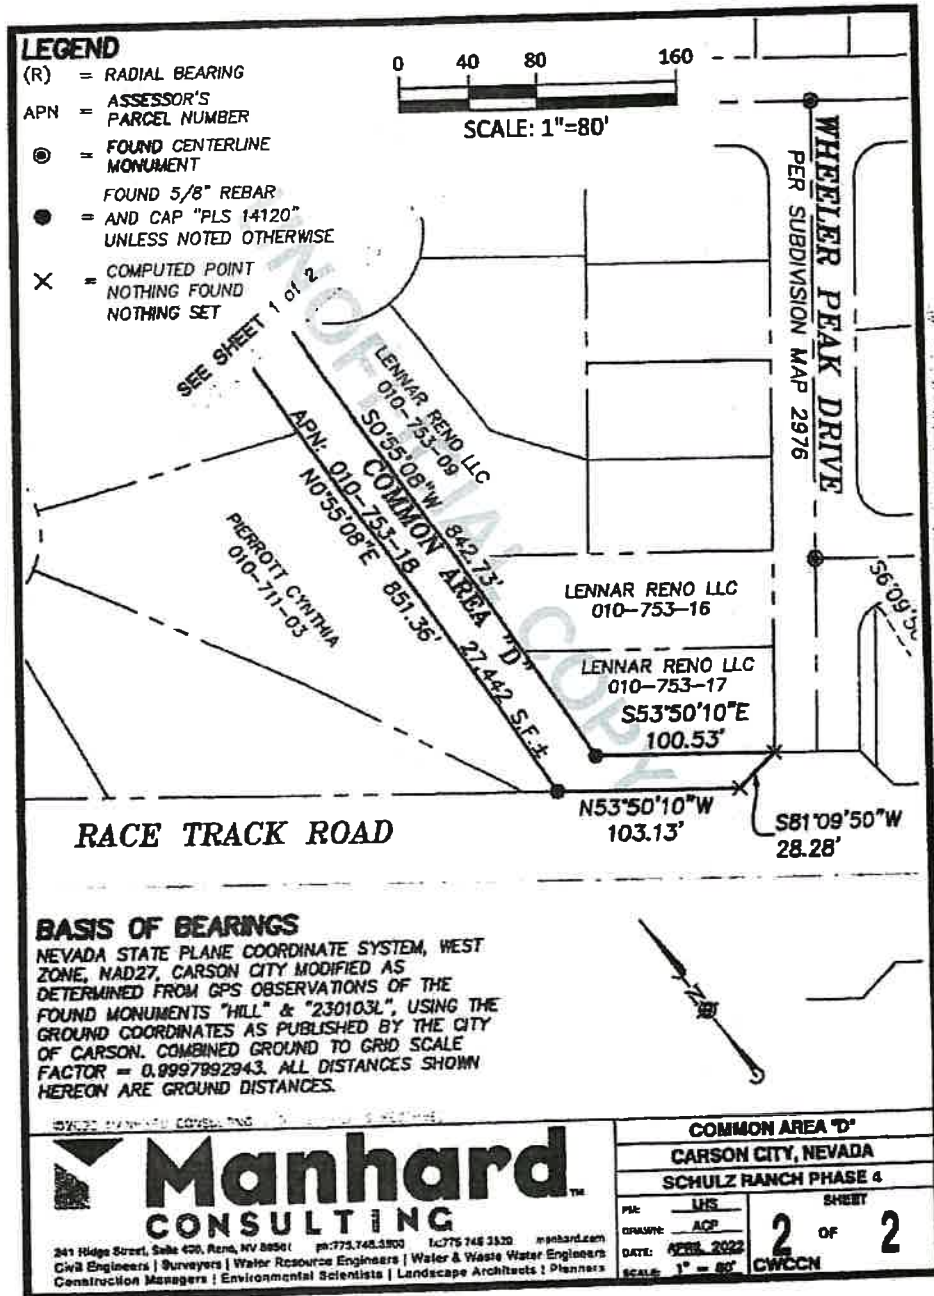 LEGEND
(R) = RADIAL BEARING
APN = ASSESSOR'S
PARCEL NUMBER
= FOUND CENTERLINE
MONUMENT
FOUND 5/8" REBAR
= AND CAP "PLS 14120"
UNLESS NOTED OTHERWISE
= COMPUTED POINT
NOTHING FOUND
NOTHING SET
0 40 80 160
SCALE: 1"=80'
WHEELER PEAK DRIVE
PER SUBDIVISION MAP 2976
SEE SHEET 1 of 2
UNOFFICIAL COPY
LENNAR RENO LLC
010-753-09
S0°55'08"W 842.73'
COMMON AREA "D"
APN: 010-753-18 27,442 S.F.±
N0°55'08"E 851.36'
PIERROTT CYNTHIA
010-711-03
LENNAR RENO LLC
010-753-16
LENNAR RENO LLC
010-753-17
S53°50'10"E
100.53'
N53°50'10"W
103.13'
S81°09'50"W
28.28'
RACE TRACK ROAD
BASIS OF BEARINGS
NEVADA STATE PLANE COORDINATE SYSTEM, WEST
ZONE, NAD27, CARSON CITY MODIFIED AS
DETERMINED FROM GPS OBSERVATIONS OF THE
FOUND MONUMENTS "HILL" & "230103L", USING THE
GROUND COORDINATES AS PUBLISHED BY THE CITY
OF CARSON. COMBINED GROUND TO GRID SCALE
FACTOR = 0.9997992943. ALL DISTANCES SHOWN
HEREON ARE GROUND DISTANCES.
Manhard™
CONSULTING
Street, Reno, NV manhard.com
Civil Engineers | Surveyors | Water Resource Engineers | Water & Waste Water Engineers
Construction Managers | Environmental Scientists | Landscape Architects | Planners
COMMON AREA "D"
CARSON CITY, NEVADA
SCHULZ RANCH PHASE 4
PM: LHS
DRAWN: ACP
DATE: APRIL 2022
SCALE: 1" = 80'
SHEET
2 OF 2
CWCCN